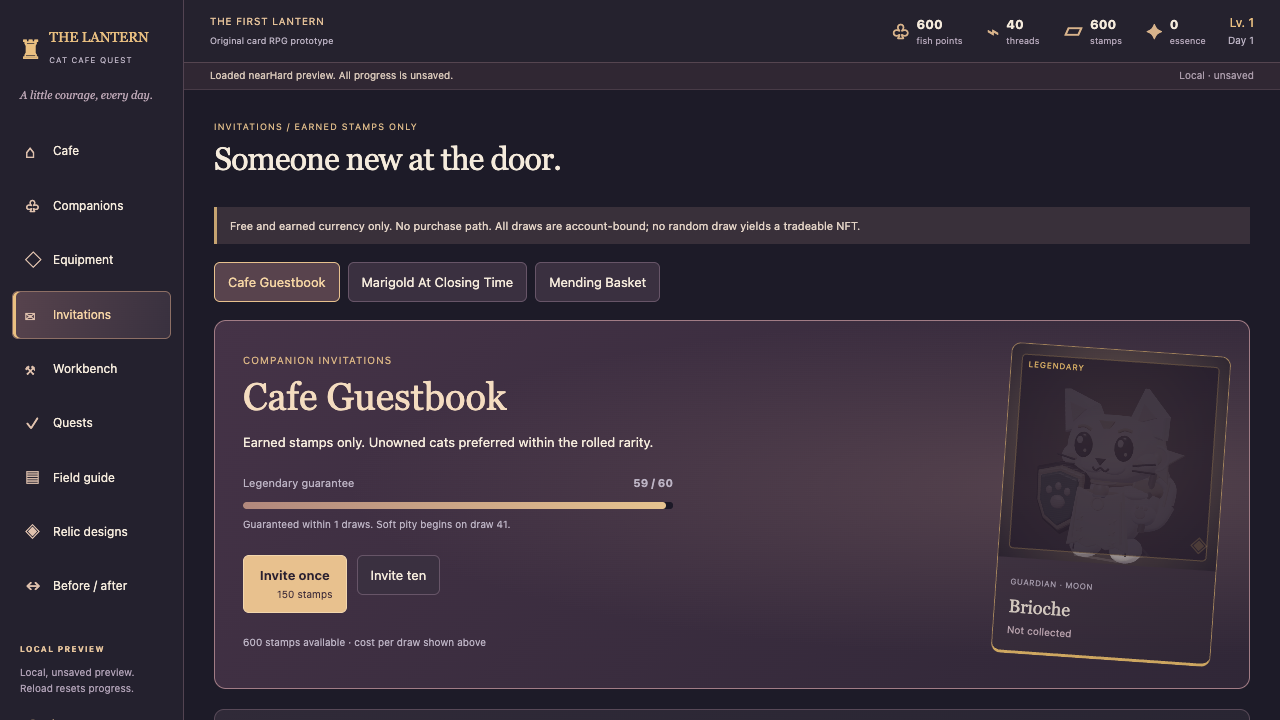 THE LANTERN
CAT CAFE QUEST
A little courage, every day.
Cafe
Companions
Equipment
Invitations
Workbench
Quests
Field guide
Relic designs
Before / after
LOCAL PREVIEW
Local, unsaved preview.
Reload resets progress.
THE FIRST LANTERN
Original card RPG prototype
600
fish points
40
threads
600
stamps
0
essence
Lv. 1
Day 1
Loaded nearHard preview. All progress is unsaved.
Local · unsaved
INVITATIONS / EARNED STAMPS ONLY
Someone new at the door.
Free and earned currency only. No purchase path. All draws are account-bound; no random draw yields a tradeable NFT.
Cafe Guestbook
Marigold At Closing Time
Mending Basket
COMPANION INVITATIONS
Cafe Guestbook
Earned stamps only. Unowned cats preferred within the rolled rarity.
Legendary guarantee
59 / 60
Guaranteed within 1 draws. Soft pity begins on draw 41.
Invite once
150 stamps
Invite ten
600 stamps available · cost per draw shown above
LEGENDARY
GUARDIAN · MOON
Brioche
Not collected